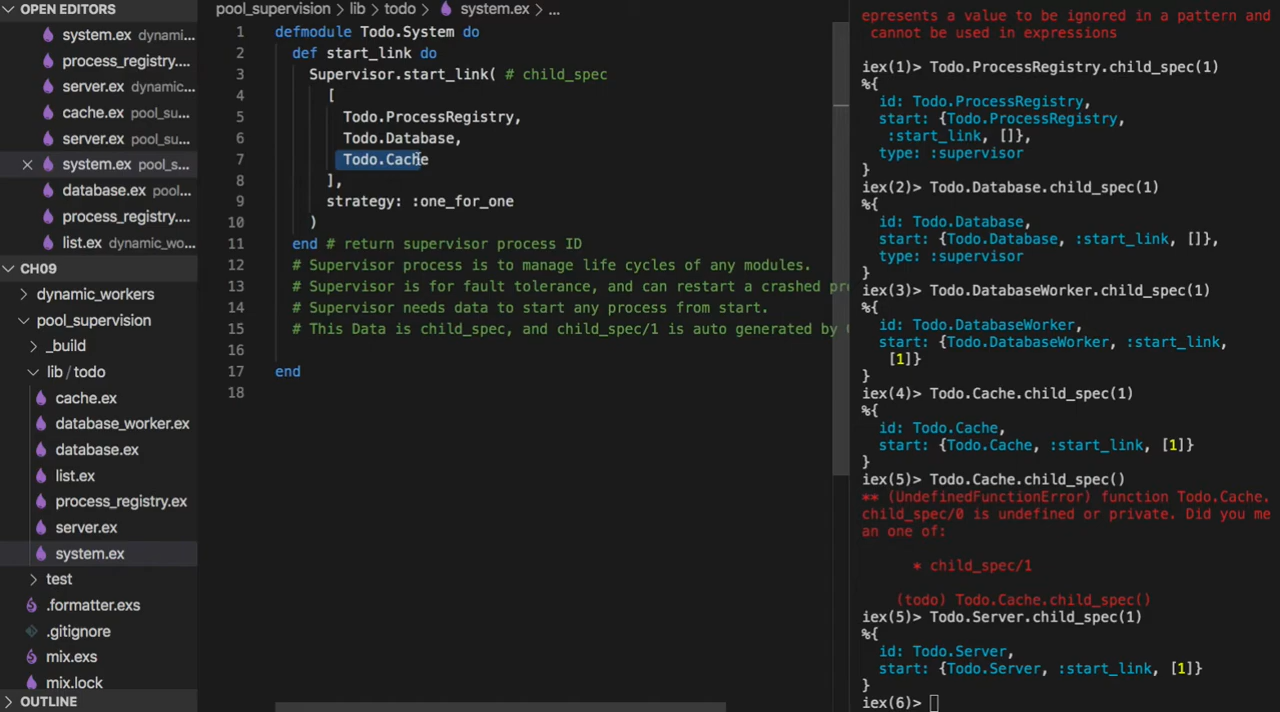 OPEN EDITORS
system.ex dynami...
process_registry....
server.ex dynamic...
cache.ex pool_su...
server.ex pool_su...
system.ex pool_s...
database.ex pool...
process_registry....
list.ex dynamic_wo...
CH09
dynamic_workers
pool_supervision
_build
lib / todo
cache.ex
database_worker.ex
database.ex
list.ex
process_registry.ex
server.ex
system.ex
test
.formatter.exs
.gitignore
mix.exs
mix.lock
OUTLINE
pool_supervision > lib > todo > system.ex > ...
1 defmodule Todo.System do
2 def start_link do
3 Supervisor.start_link( # child_spec
4 [
5 Todo.ProcessRegistry,
6 Todo.Database,
7 Todo.Cache
8 ],
9 strategy: :one_for_one
10 )
11 end # return supervisor process ID
12 # Supervisor process is to manage life cycles of any modules.
13 # Supervisor is for fault tolerance, and can restart a crashed pr
14 # Supervisor needs data to start any process from start.
15 # This Data is child_spec, and child_spec/1 is auto generated by
16
17 end
18
epresents a value to be ignored in a pattern and
cannot be used in expressions
iex(1)> Todo.ProcessRegistry.child_spec(1)
%{
id: Todo.ProcessRegistry,
start: {Todo.ProcessRegistry,
:start_link, []},
type: :supervisor
}
iex(2)> Todo.Database.child_spec(1)
%{
id: Todo.Database,
start: {Todo.Database, :start_link, []},
type: :supervisor
}
iex(3)> Todo.DatabaseWorker.child_spec(1)
%{
id: Todo.DatabaseWorker,
start: {Todo.DatabaseWorker, :start_link,
[1]}
}
iex(4)> Todo.Cache.child_spec(1)
%{
id: Todo.Cache,
start: {Todo.Cache, :start_link, [1]}
}
iex(5)> Todo.Cache.child_spec()
** (UndefinedFunctionError) function Todo.Cache.
child_spec/0 is undefined or private. Did you me
an one of:
* child_spec/1
(todo) Todo.Cache.child_spec()
iex(5)> Todo.Server.child_spec(1)
%{
id: Todo.Server,
start: {Todo.Server, :start_link, [1]}
}
iex(6)>